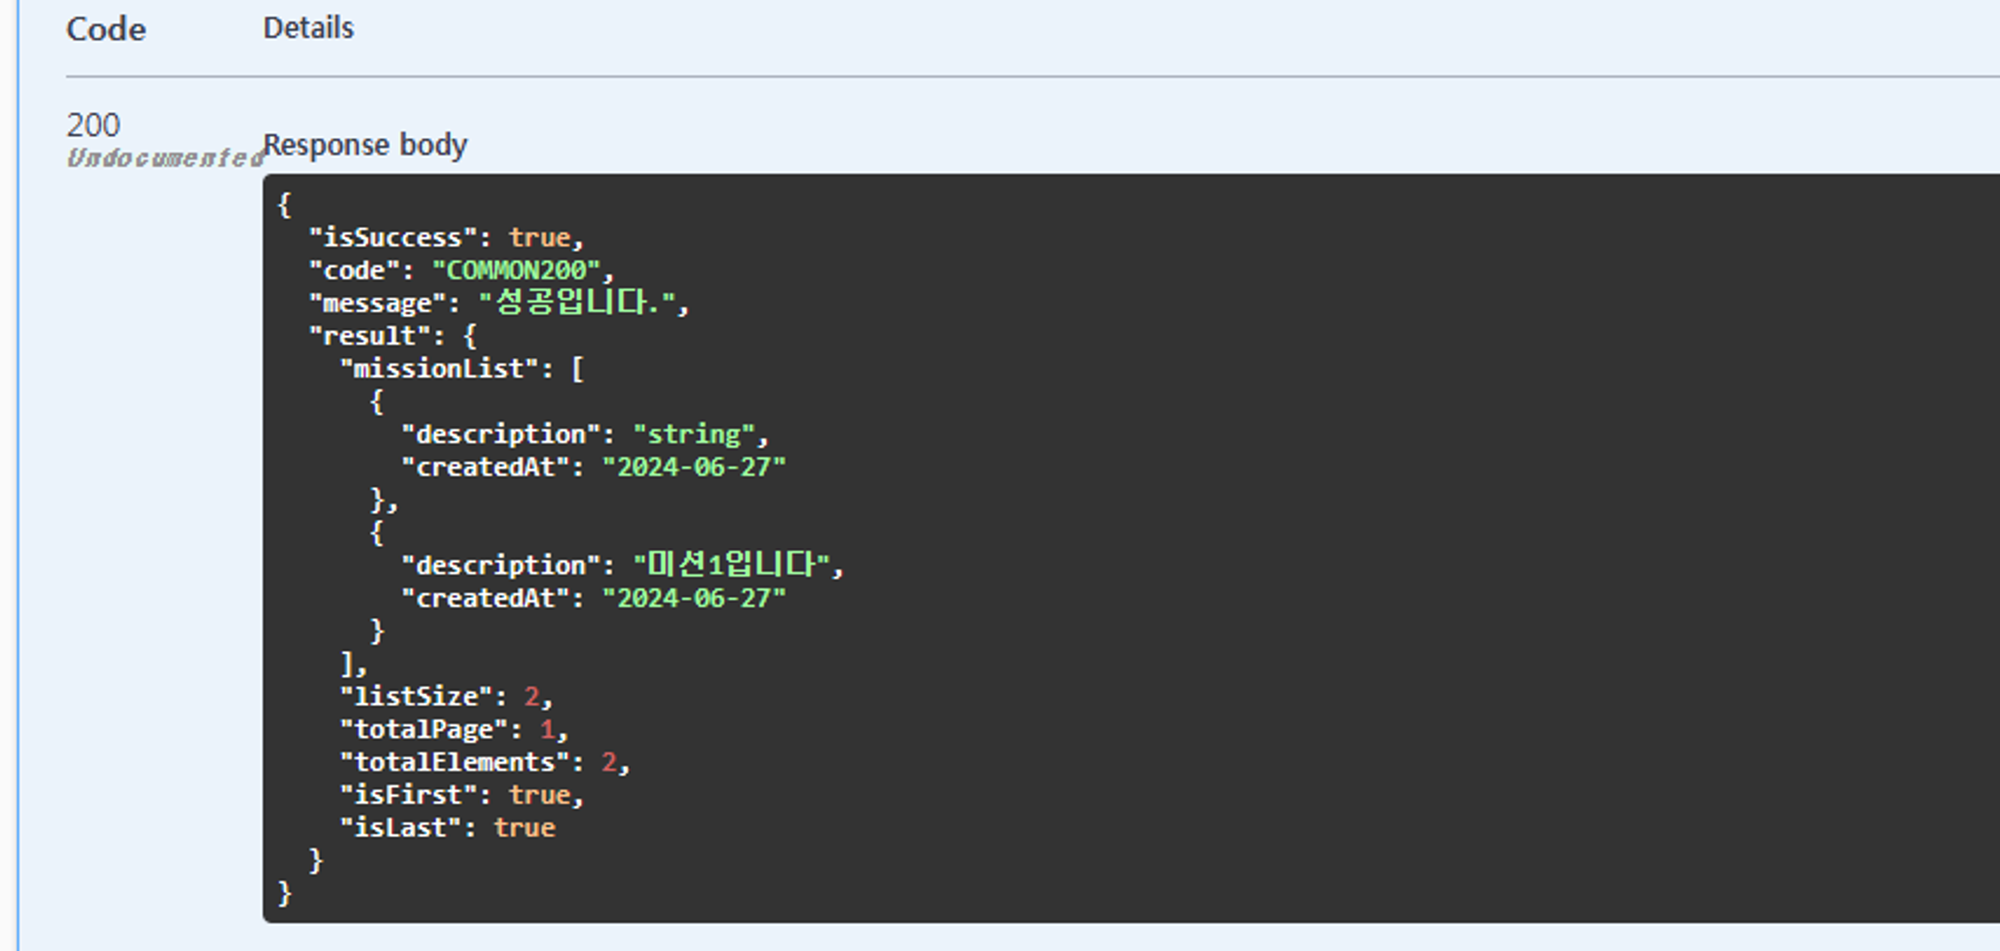 Code Details
200
Undocumented
Response body
{
  "isSuccess": true,
  "code": "COMMON200",
  "message": "성공입니다.",
  "result": {
    "missionList": [
      {
        "description": "string",
        "createdAt": "2024-06-27"
      },
      {
        "description": "미션1입니다",
        "createdAt": "2024-06-27"
      }
    ],
    "listSize": 2,
    "totalPage": 1,
    "totalElements": 2,
    "isFirst": true,
    "isLast": true
  }
}